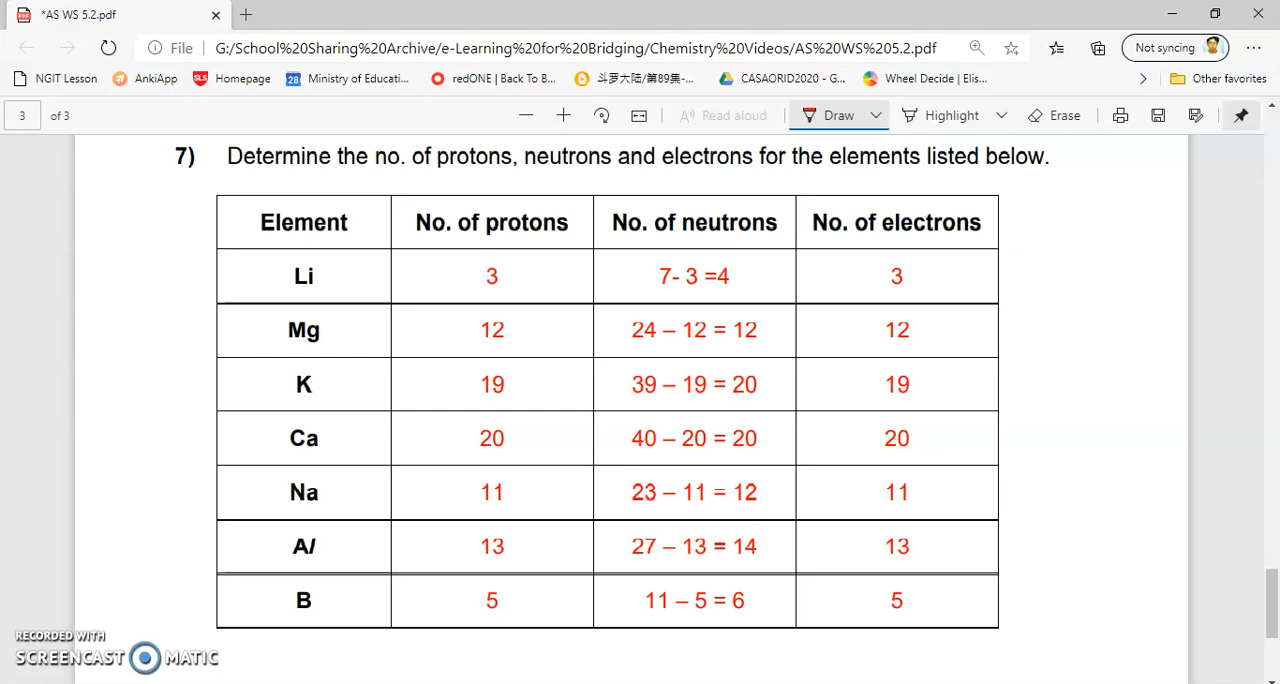 *AS WS 5.2.pdf
File G:/School%20Sharing%20Archive/e-Learning%20for%20Bridging/Chemistry%20Videos/AS%20WS%205.2.pdf Not syncing
NGIT Lesson AnkiApp SLS Homepage 28 Ministry of Educati... redONE | Back To B... 斗罗大陆/第89集-... CASAORID2020 - G... Wheel Decide | Elis... Other favorites
3 of 3 Read aloud Draw Highlight Erase
7) Determine the no. of protons, neutrons and electrons for the elements listed below.
Element No. of protons No. of neutrons No. of electrons
Li 3 7- 3 =4 3
Mg 12 24 – 12 = 12 12
K 19 39 – 19 = 20 19
Ca 20 40 – 20 = 20 20
Na 11 23 – 11 = 12 11
Al 13 27 – 13 = 14 13
B 5 11 – 5 = 6 5
RECORDED WITH
SCREENCAST MATIC